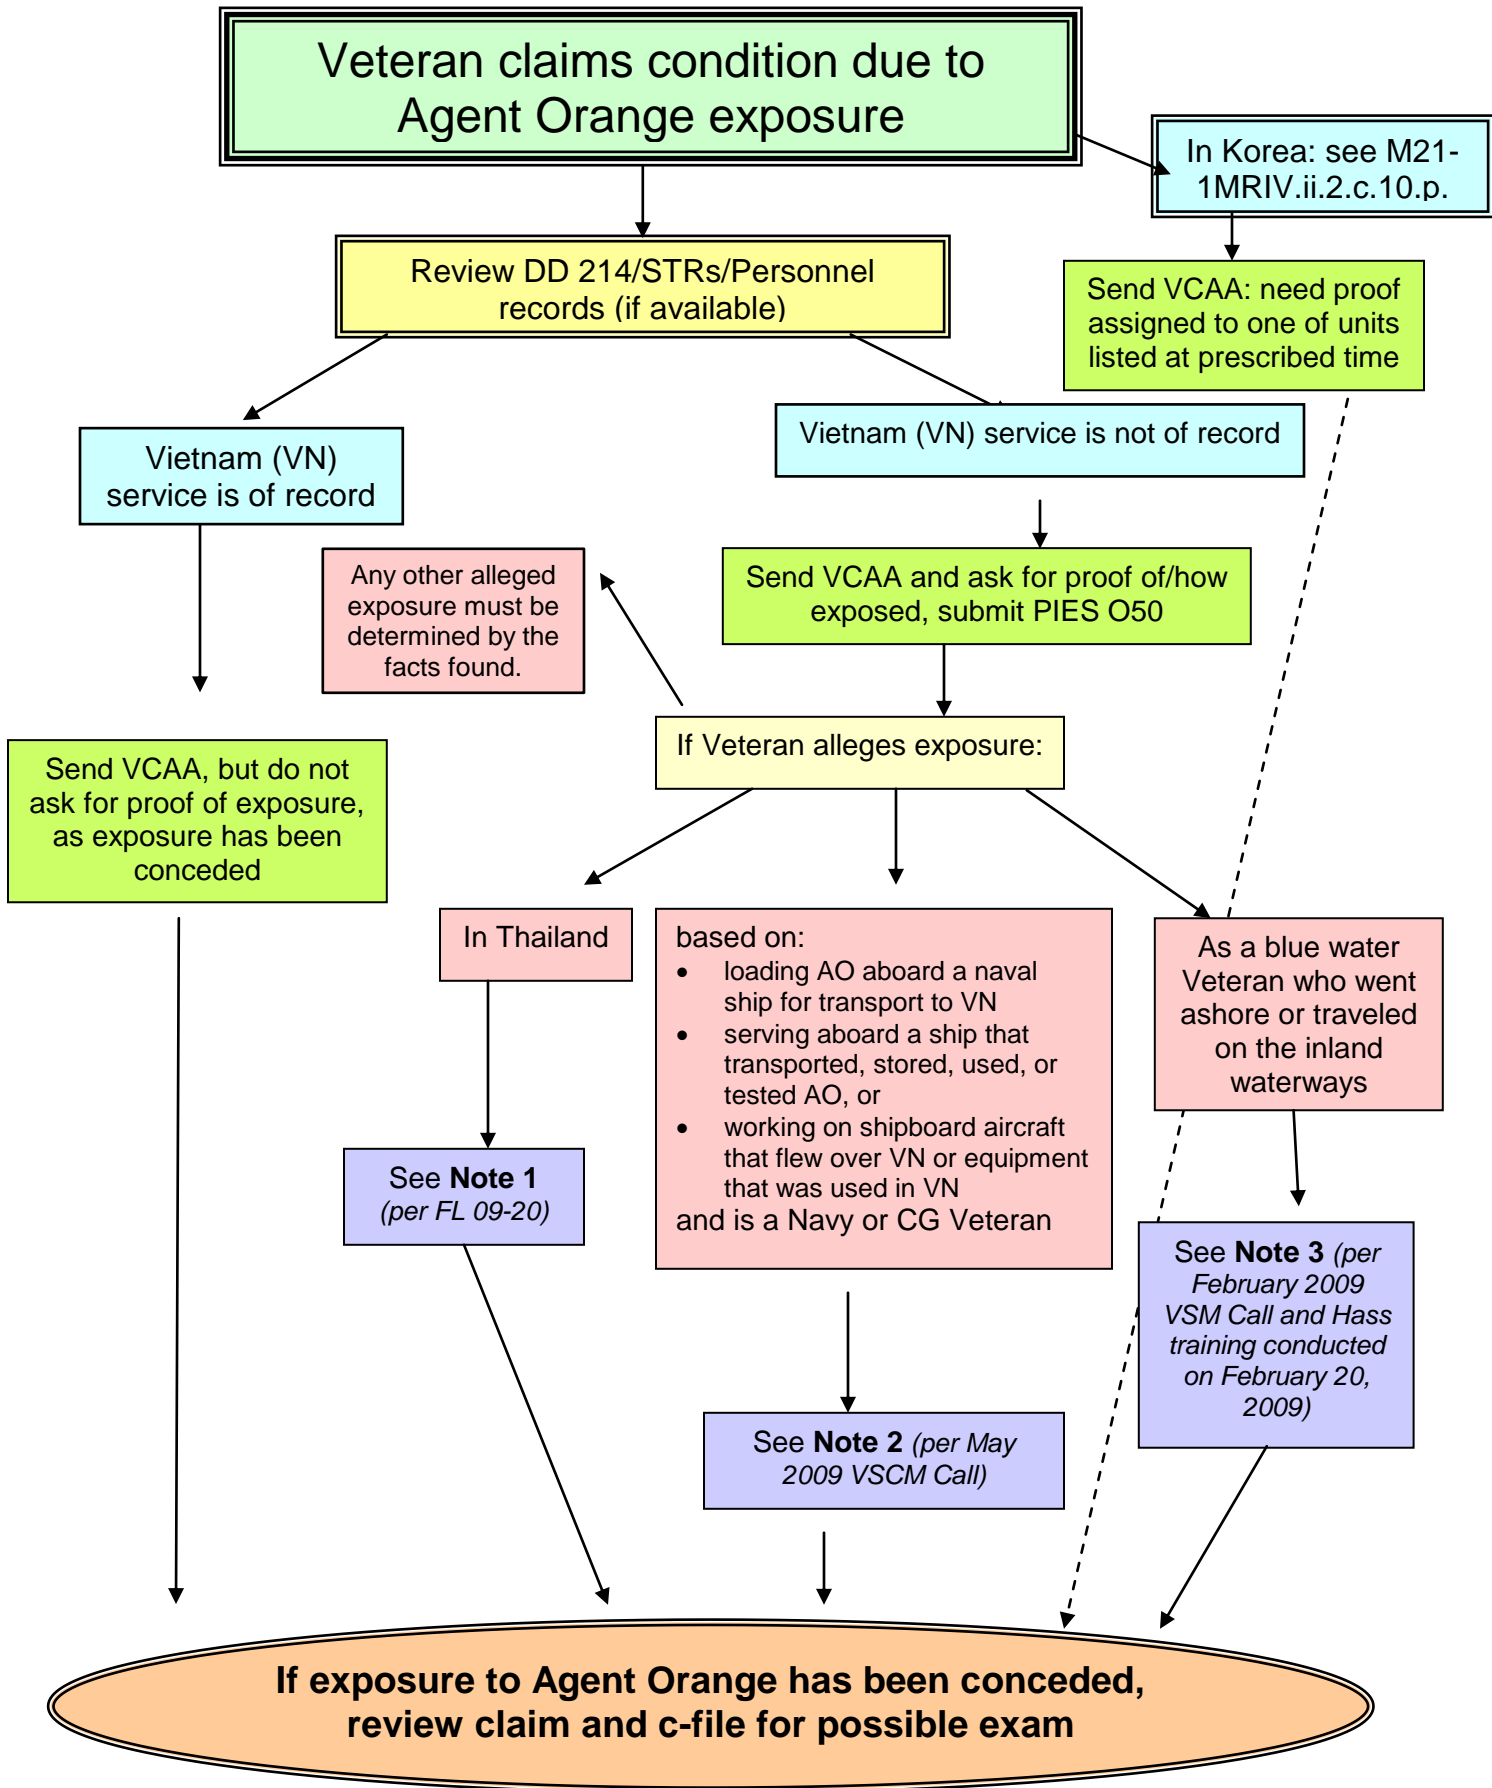 Veteran claims condition due to
Agent Orange exposure
In Korea: see M21-
1MRIV.ii.2.c.10.p.
Review DD 214/STRs/Personnel
records (if available)
Send VCAA: need proof
assigned to one of units
listed at prescribed time
Vietnam (VN)
service is of record
Vietnam (VN) service is not of record
Any other alleged
exposure must be
determined by the
facts found.
Send VCAA and ask for proof of/how
exposed, submit PIES O50
If Veteran alleges exposure:
Send VCAA, but do not
ask for proof of exposure,
as exposure has been
conceded
In Thailand
based on:
• loading AO aboard a naval
ship for transport to VN
• serving aboard a ship that
transported, stored, used, or
tested AO, or
• working on shipboard aircraft
that flew over VN or equipment
that was used in VN
and is a Navy or CG Veteran
As a blue water
Veteran who went
ashore or traveled
on the inland
waterways
See Note 1
(per FL 09-20)
See Note 3 (per
February 2009
VSM Call and Hass
training conducted
on February 20,
2009)
See Note 2 (per May
2009 VSCM Call)
If exposure to Agent Orange has been conceded,
review claim and c-file for possible exam